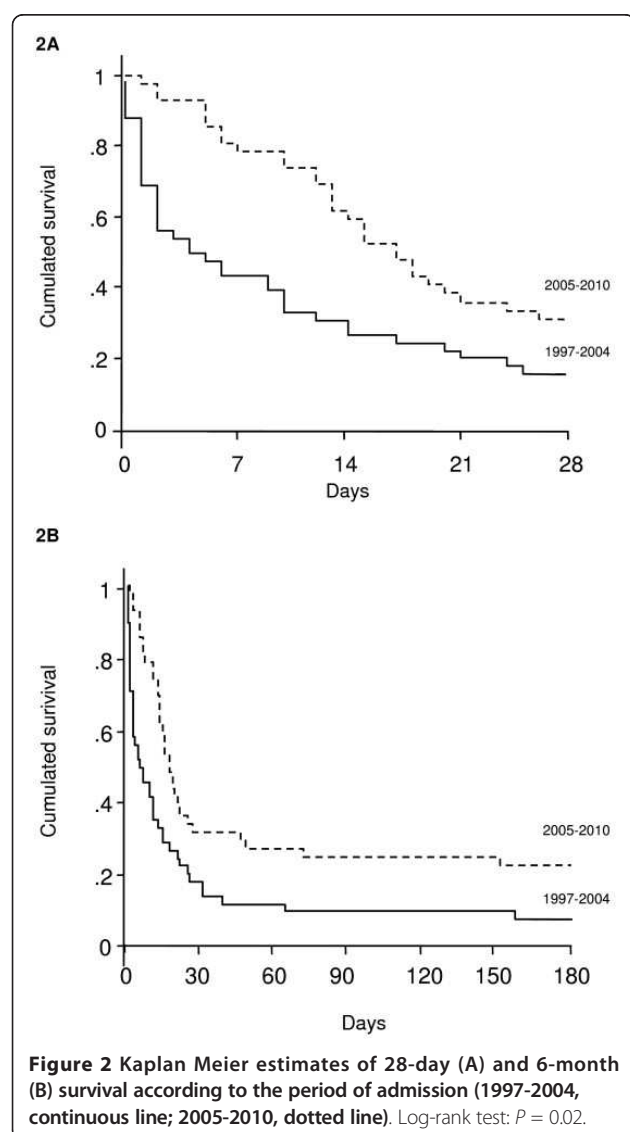 2A
1
.8
.6
.4
.2
0
Cumulated survival
2005-2010
1997-2004
0 7 14 21 28
Days
2B
1
.8
.6
.4
.2
0
Cumulated surivival
2005-2010
1997-2004
0 30 60 90 120 150 180
Days
Figure 2 Kaplan Meier estimates of 28-day (A) and 6-month
(B) survival according to the period of admission (1997-2004,
continuous line; 2005-2010, dotted line). Log-rank test: P = 0.02.